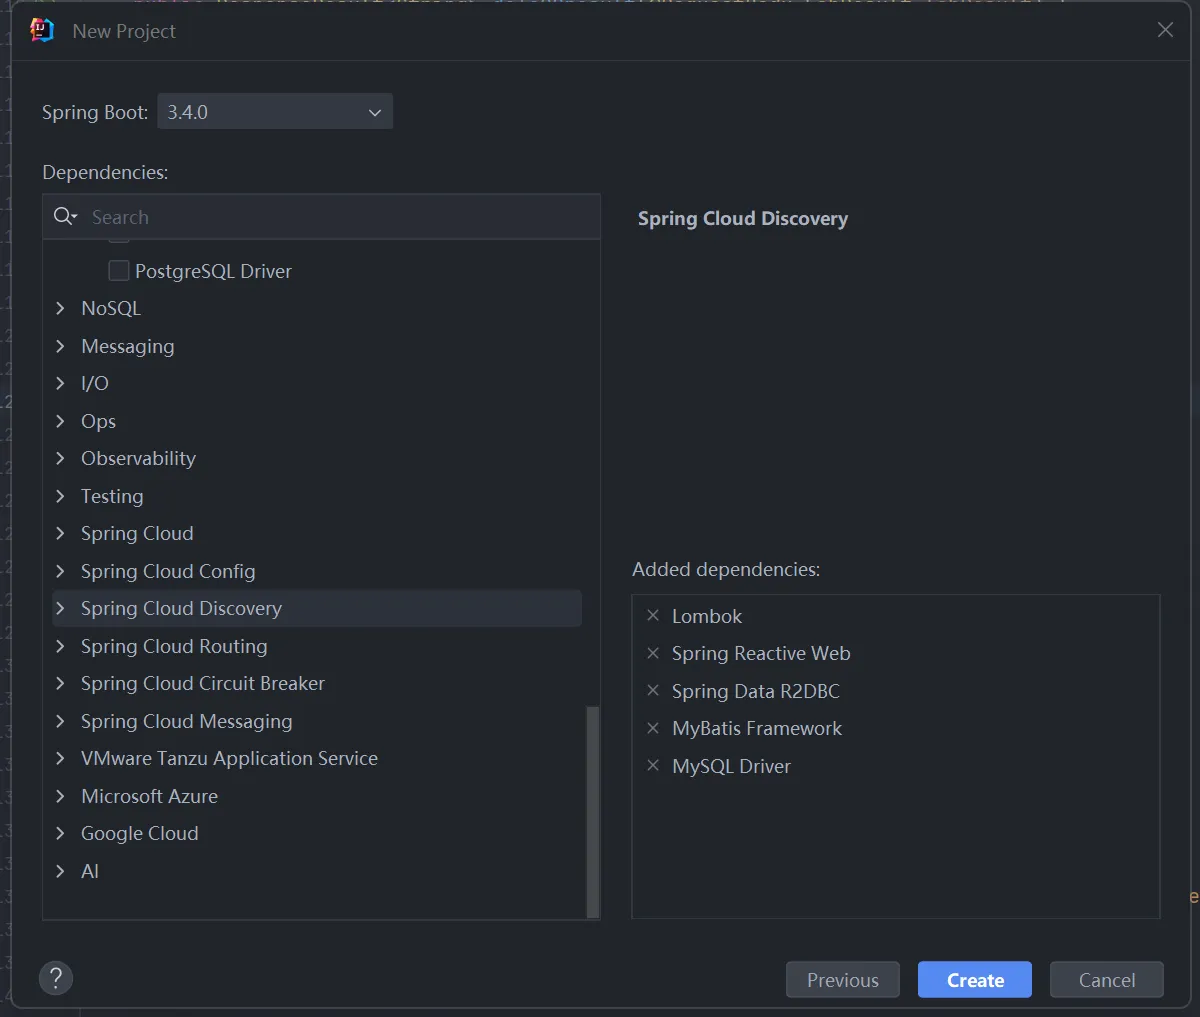 New Project
Spring Boot: 3.4.0
Dependencies:
Search
PostgreSQL Driver
NoSQL
Messaging
I/O
Ops
Observability
Testing
Spring Cloud
Spring Cloud Config
Spring Cloud Discovery
Spring Cloud Routing
Spring Cloud Circuit Breaker
Spring Cloud Messaging
VMware Tanzu Application Service
Microsoft Azure
Google Cloud
AI
Spring Cloud Discovery
Added dependencies:
Lombok
Spring Reactive Web
Spring Data R2DBC
MyBatis Framework
MySQL Driver
?
Previous
Create
Cancel